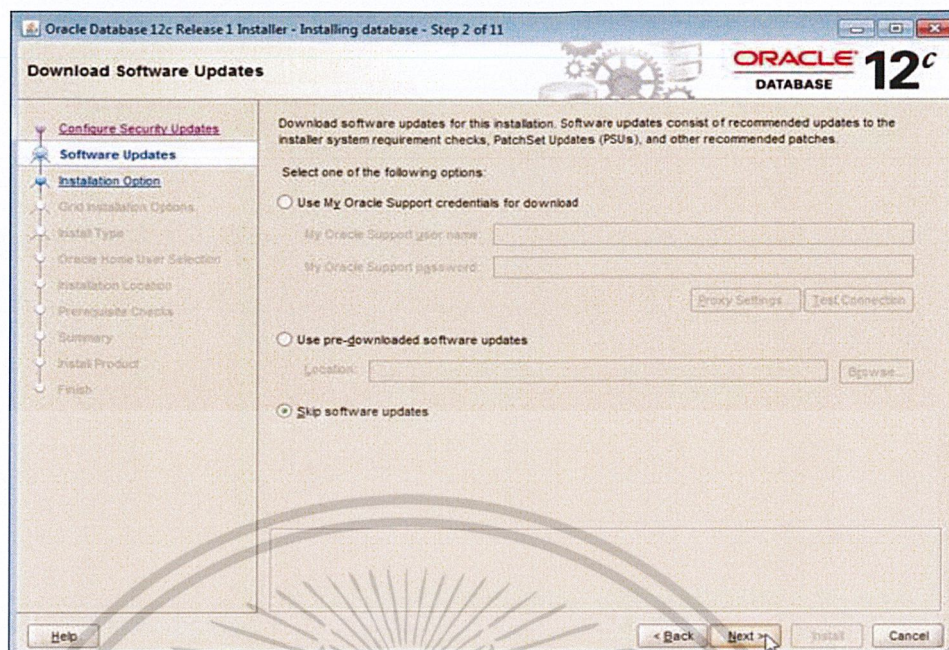 Oracle Database 12c Release 1 Installer - Installing database - Step 2 of 11
Download Software Updates
ORACLE
DATABASE
12c
Configure Security Updates
Software Updates
Installation Option
Grid Installation Options
Install Type
Oracle Home User Selection
Installation Location
Prerequisite Checks
Summary
Install Product
Finish
Download software updates for this installation. Software updates consist of recommended updates to the
installer system requirement checks, PatchSet Updates (PSUs), and other recommended patches.
Select one of the following options:
Use My Oracle Support credentials for download
My Oracle Support user name:
My Oracle Support password:
Proxy Settings... Test Connection
Use pre-downloaded software updates
Location: Browse...
Skip software updates
Help < Back Next > Install Cancel